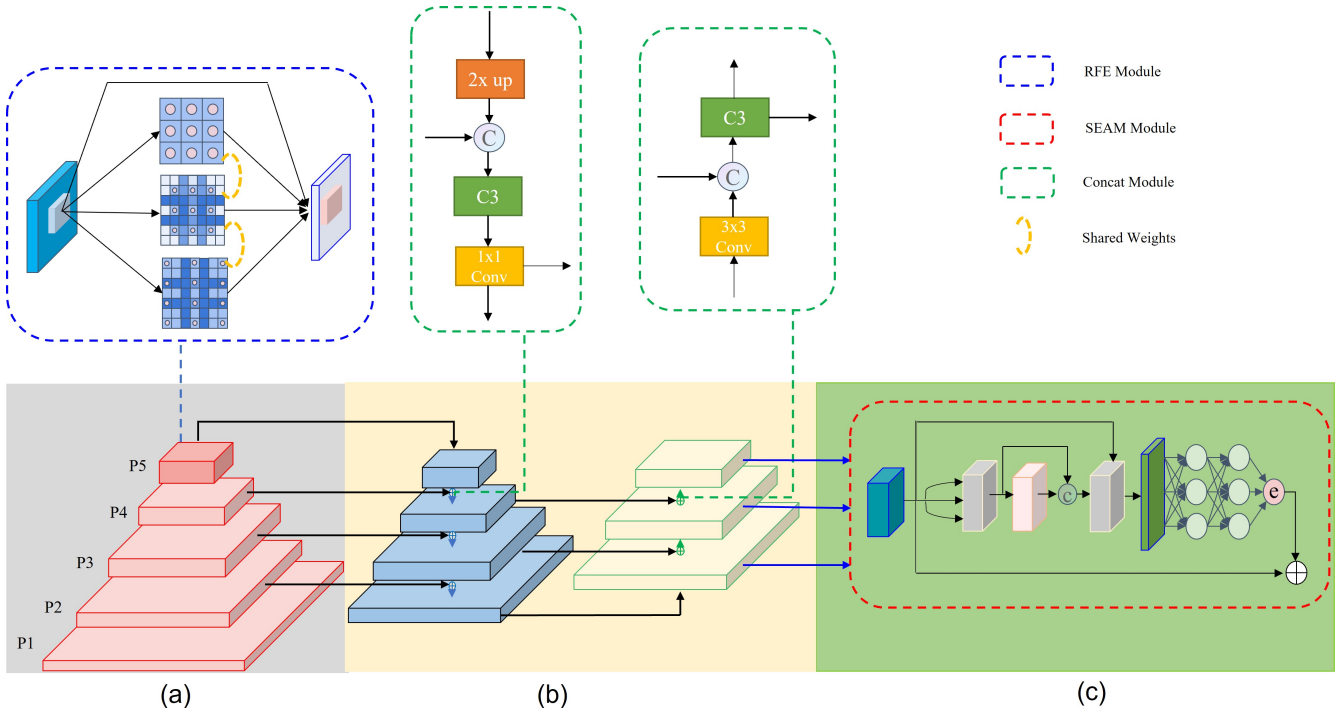 2x up
C
C3
1x1
Conv
C3
C
3x3
Conv
RFE Module
SEAM Module
Concat Module
Shared Weights
P5
P4
P3
P2
P1
c
e
(a)
(b)
(c)